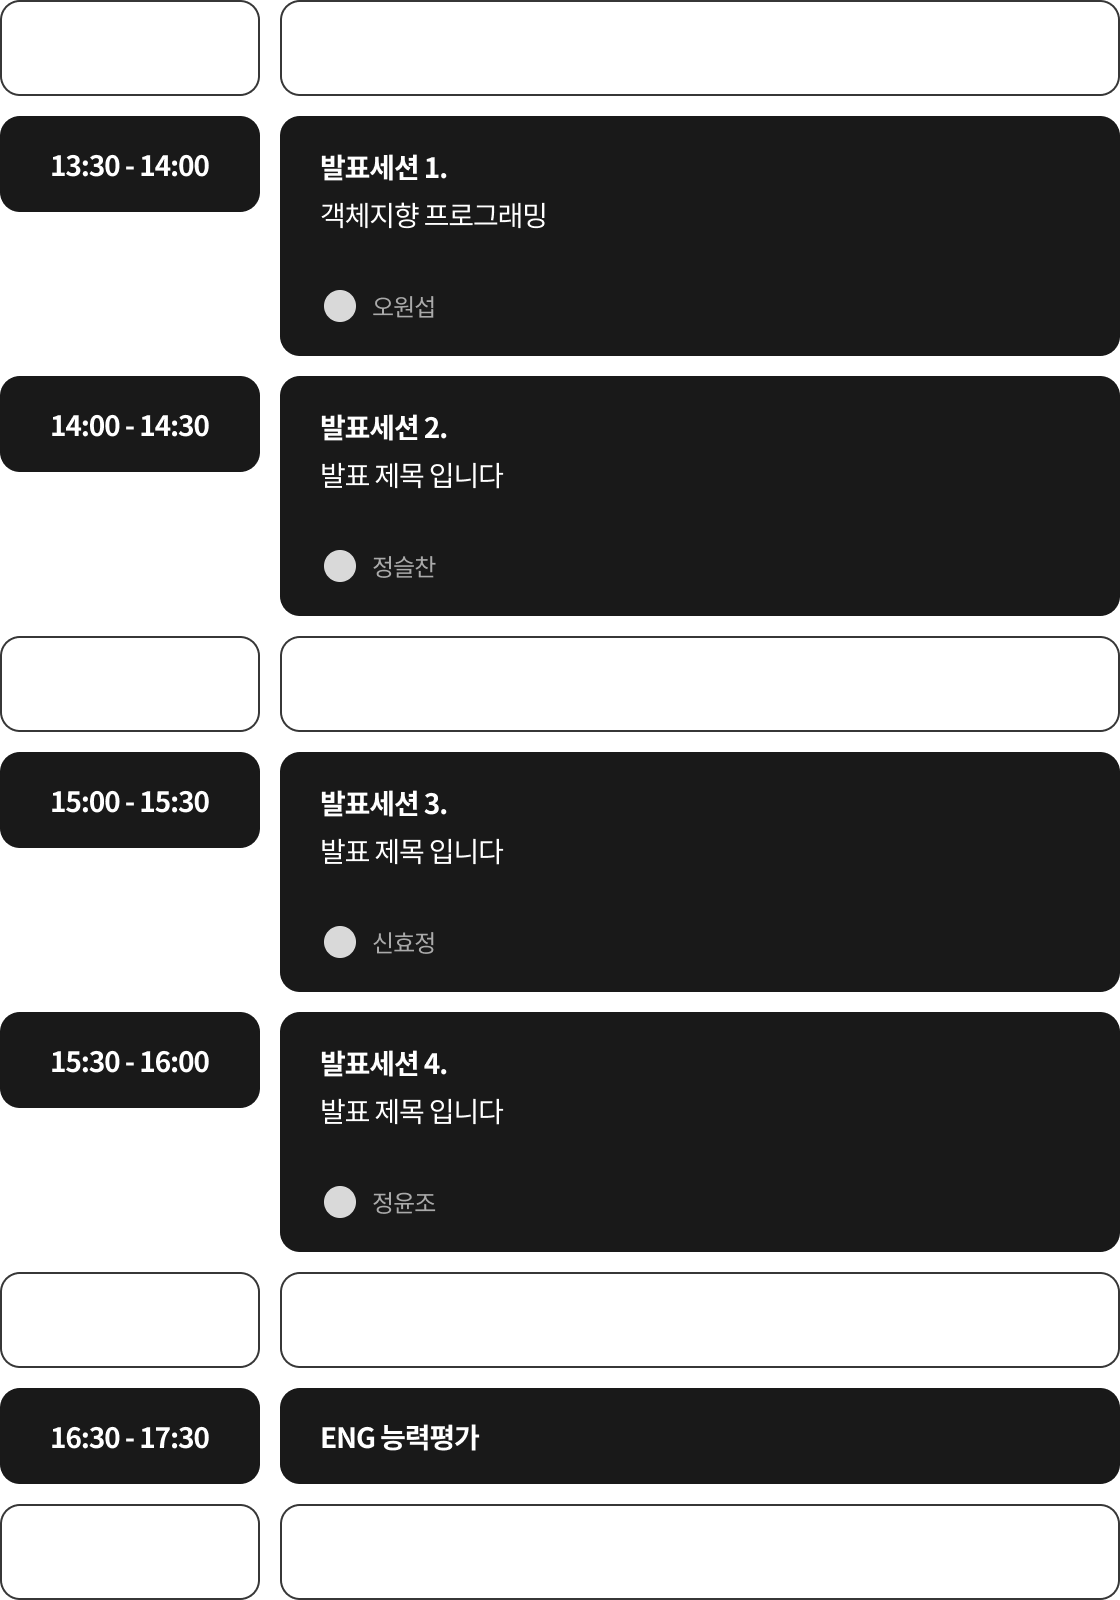 13:30 - 14:00
발표세션 1.
객체지향 프로그래밍
오원섭
14:00 - 14:30
발표세션 2.
발표 제목 입니다
정슬찬
15:00 - 15:30
발표세션 3.
발표 제목 입니다
신효정
15:30 - 16:00
발표세션 4.
발표 제목 입니다
정윤조
16:30 - 17:30
ENG 능력평가